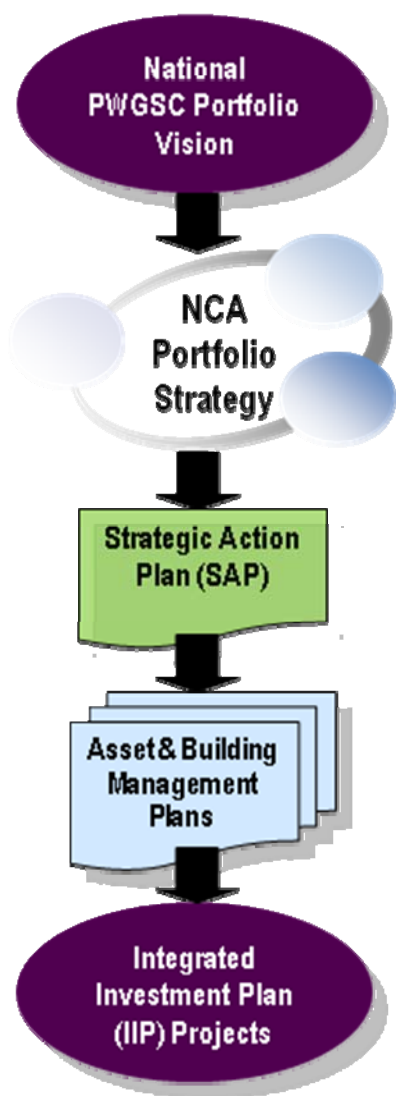 National
PWGSC Portfolio
Vision
NCA
Portfolio
Strategy
Strategic Action
Plan (SAP)
Asset & Building
Management
Plans
Integrated
Investment Plan
(IIP) Projects